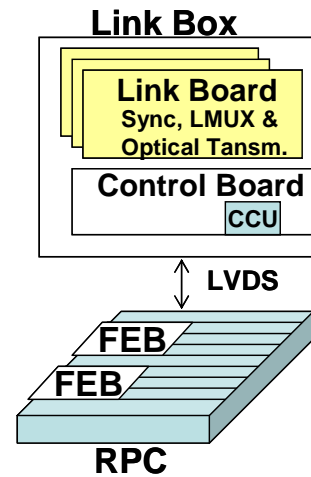 Link Box
Link Board
Sync, LMUX &
Optical Tansm.
Control Board
CCU
LVDS
FEB
FEB
RPC